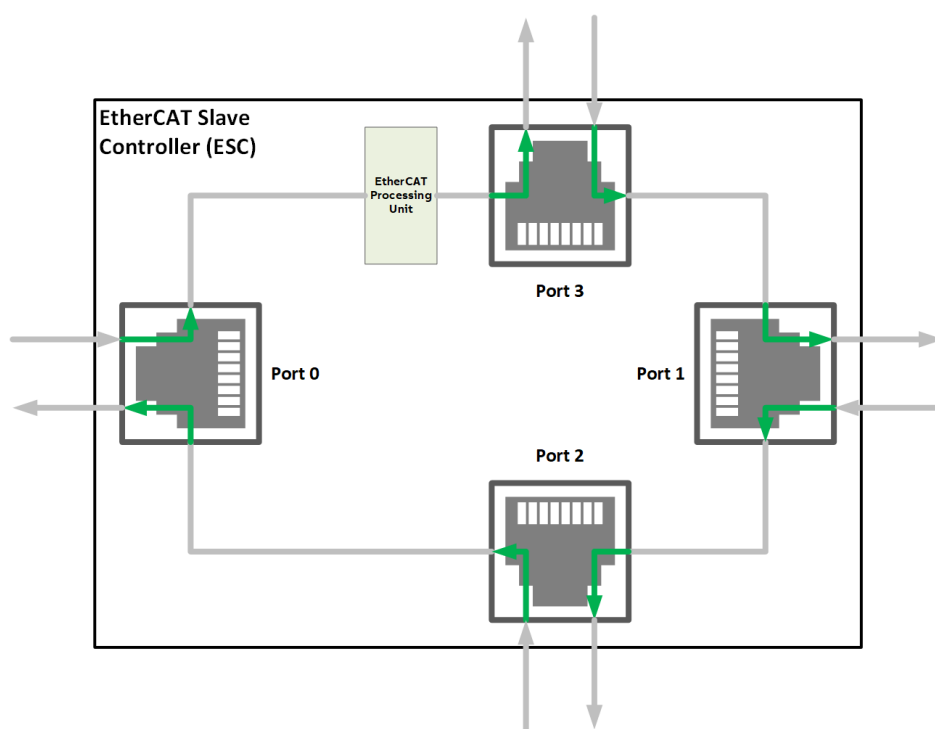 EtherCAT Slave
Controller (ESC)
EtherCAT
Processing
Unit
Port 3
Port 0
Port 1
Port 2